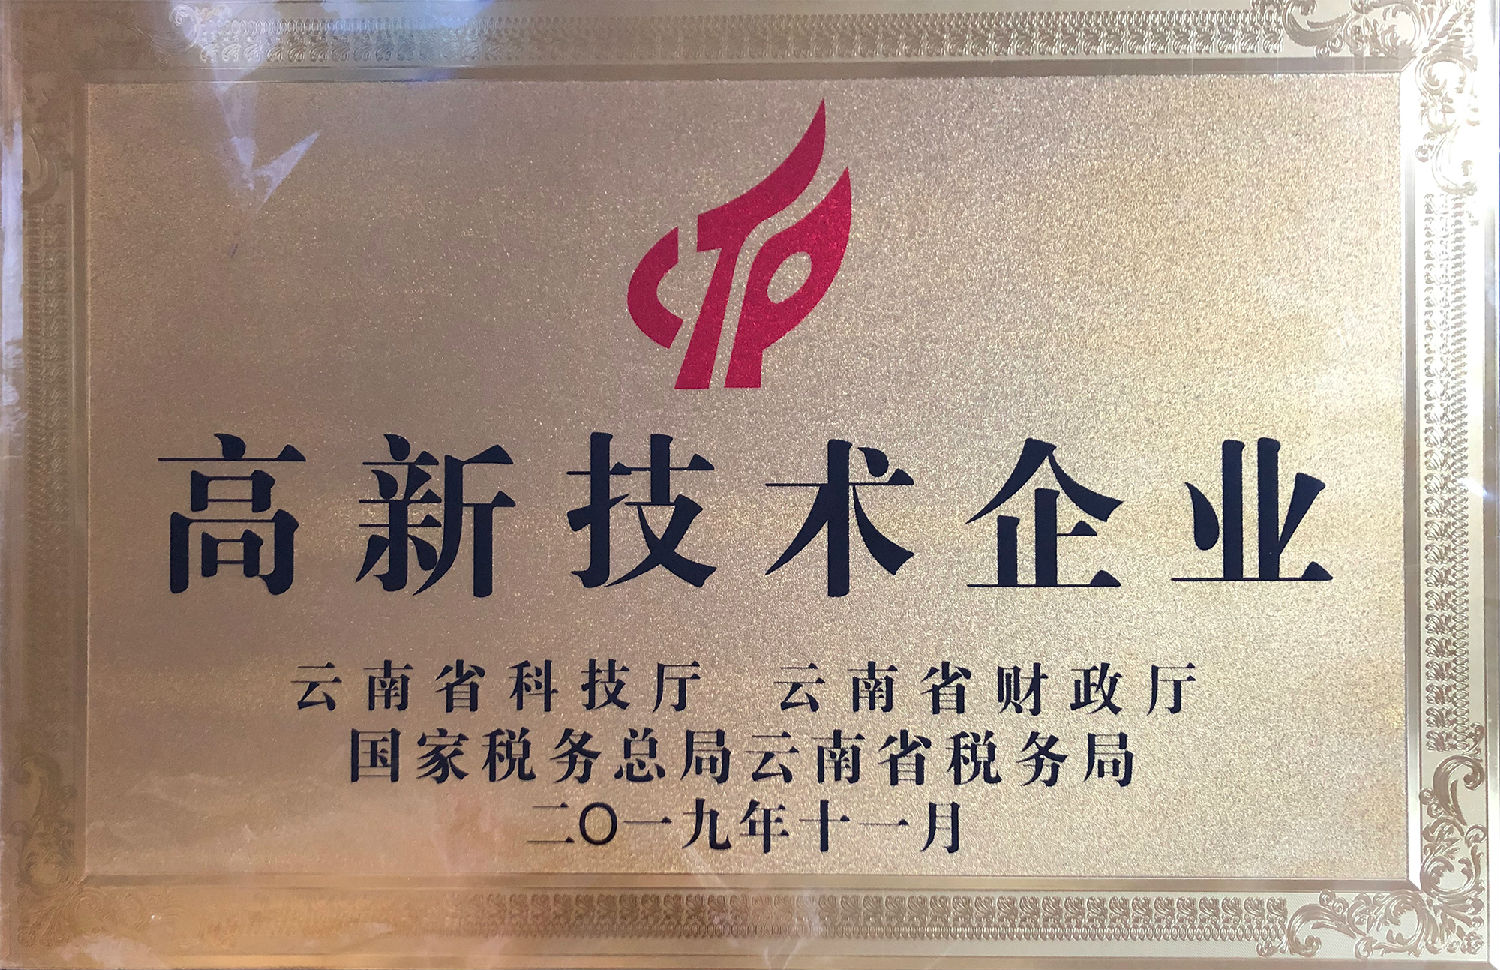 高新技术企业
云南省科技厅 云南省财政厅
国家税务总局云南省税务局
二〇一九年十一月